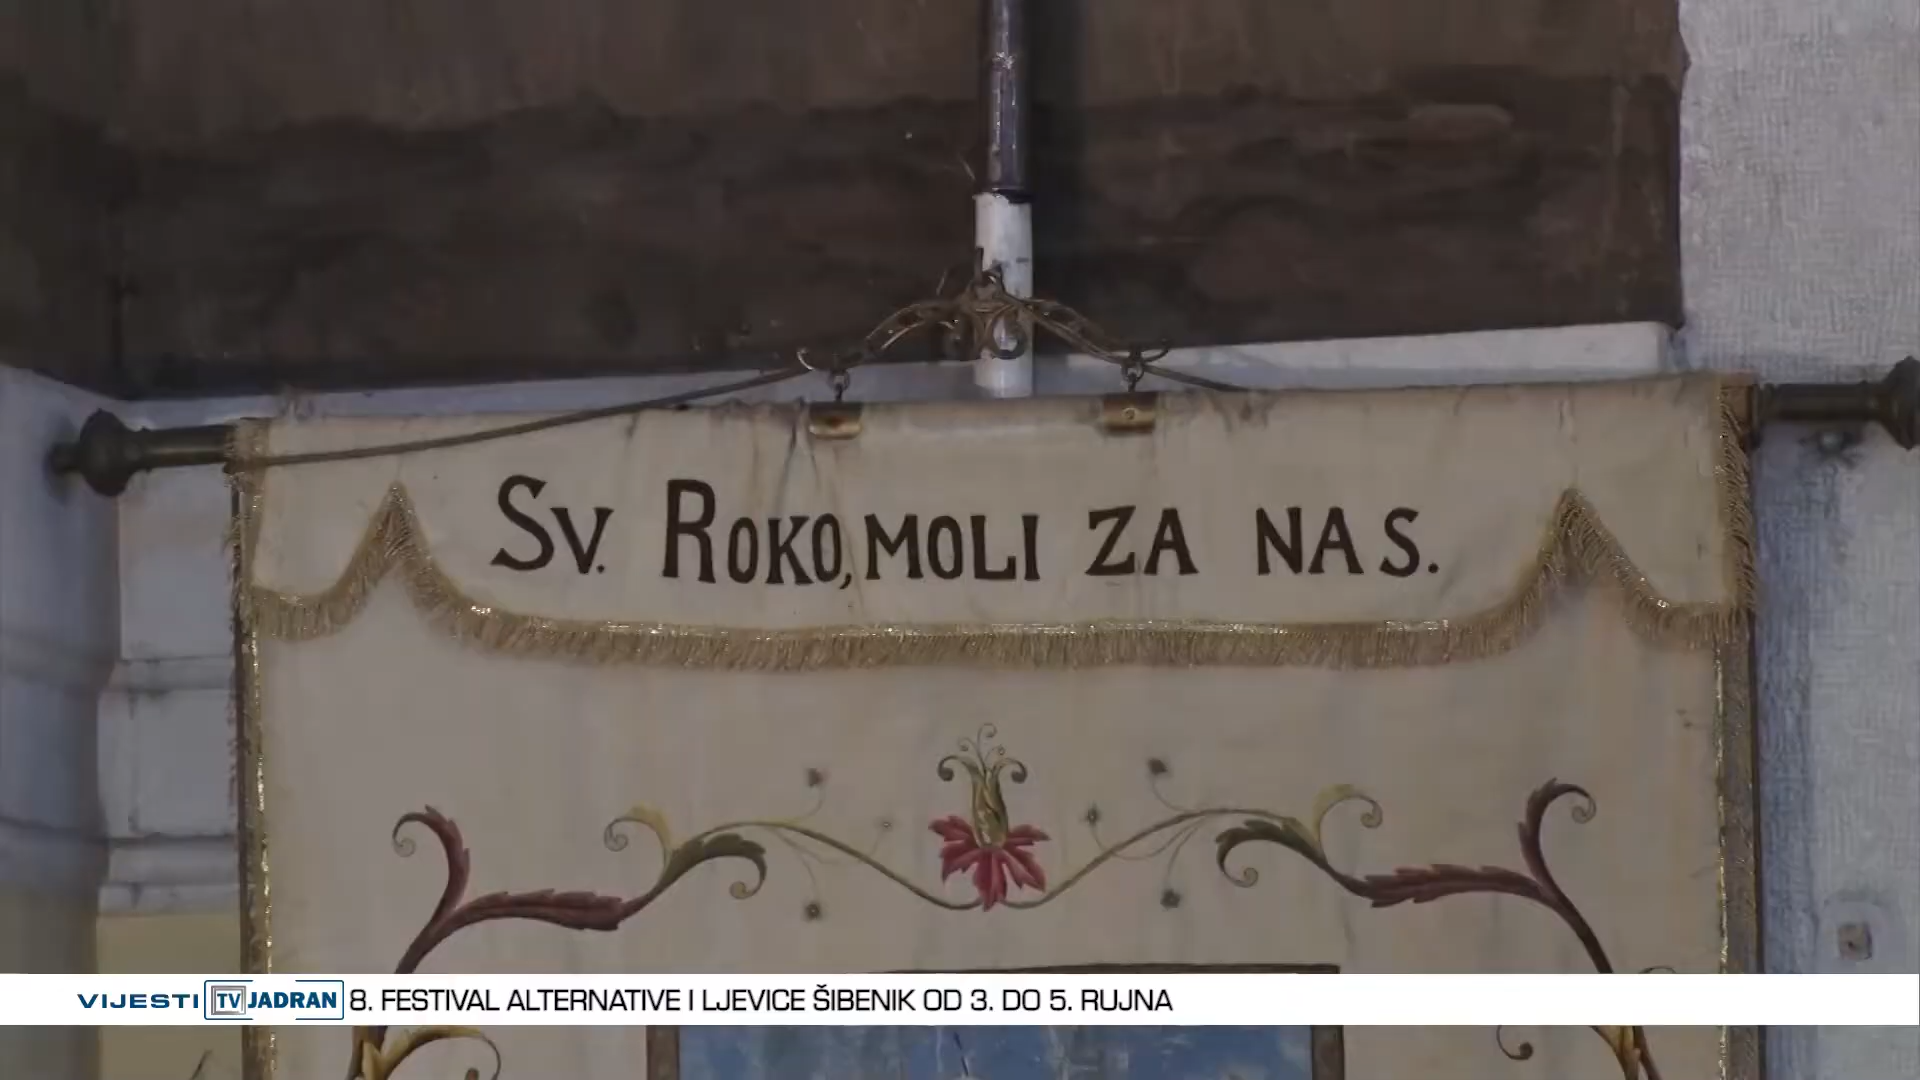 SV. ROKO, MOLI ZA NAS.
VIJESTI TV JADRAN 8. FESTIVAL ALTERNATIVE I LJEVICE ŠIBENIK OD 3. DO 5. RUJNA